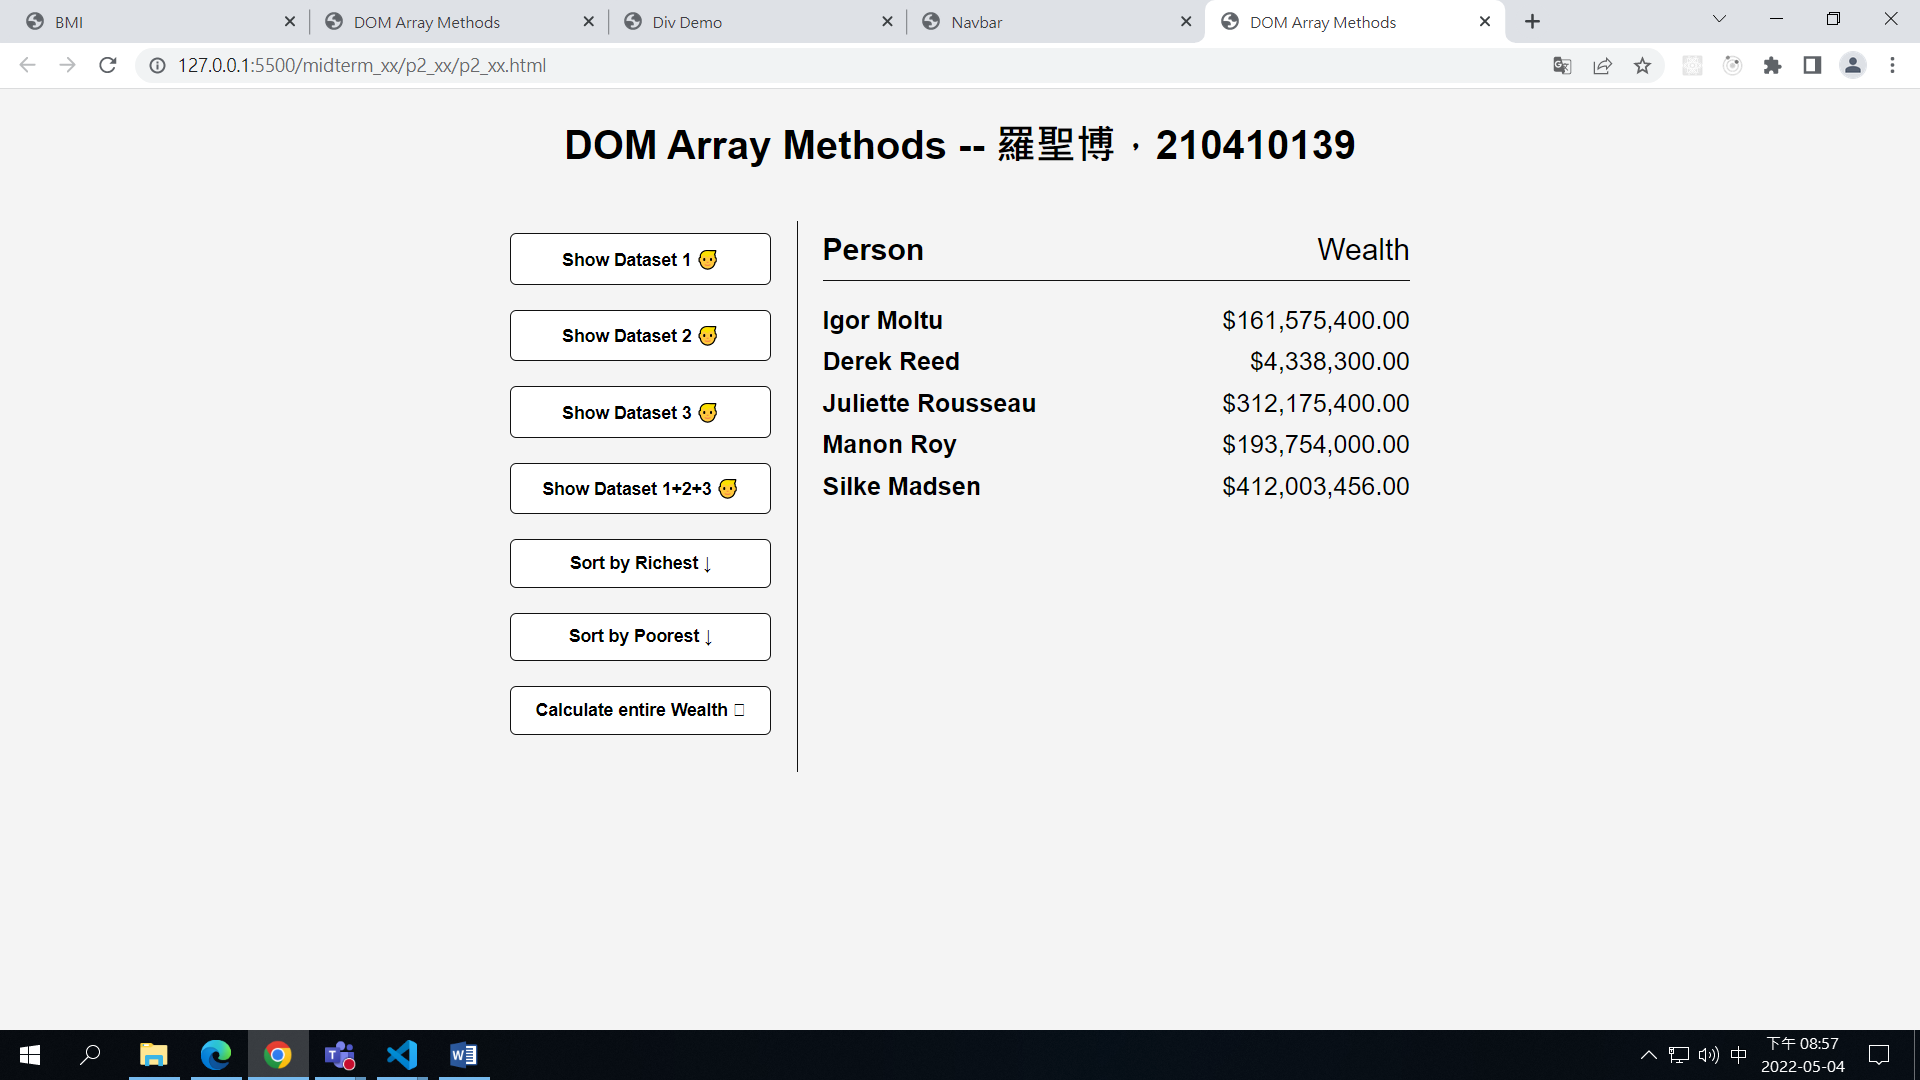 BMI
DOM Array Methods
Div Demo
Navbar
DOM Array Methods
127.0.0.1:5500/midterm_xx/p2_xx/p2_xx.html
DOM Array Methods -- 羅聖博，210410139
Show Dataset 1
Show Dataset 2
Show Dataset 3
Show Dataset 1+2+3
Sort by Richest ↓
Sort by Poorest ↓
Calculate entire Wealth
Person Wealth
Igor Moltu $161,575,400.00
Derek Reed $4,338,300.00
Juliette Rousseau $312,175,400.00
Manon Roy $193,754,000.00
Silke Madsen $412,003,456.00
中
下午 08:57
2022-05-04